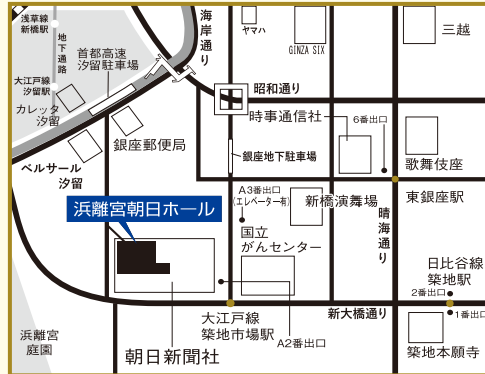 浅草線
新橋駅
地下通路
大江戸線
汐留駅
カレッタ
汐留
首都高速
汐留駐車場
海岸通り
ヤマハ
GINZA SIX
三越
昭和通り
時事通信社
6番出口
銀座郵便局
銀座地下駐車場
歌舞伎座
ベルサール
汐留
A3番出口
(エレベーター有)
新橋演舞場
東銀座駅
浜離宮朝日ホール
国立
がんセンター
晴海通り
日比谷線
築地駅
2番出口
1番出口
新大橋通り
大江戸線
築地市場駅
A2番出口
浜離宮
庭園
朝日新聞社
築地本願寺